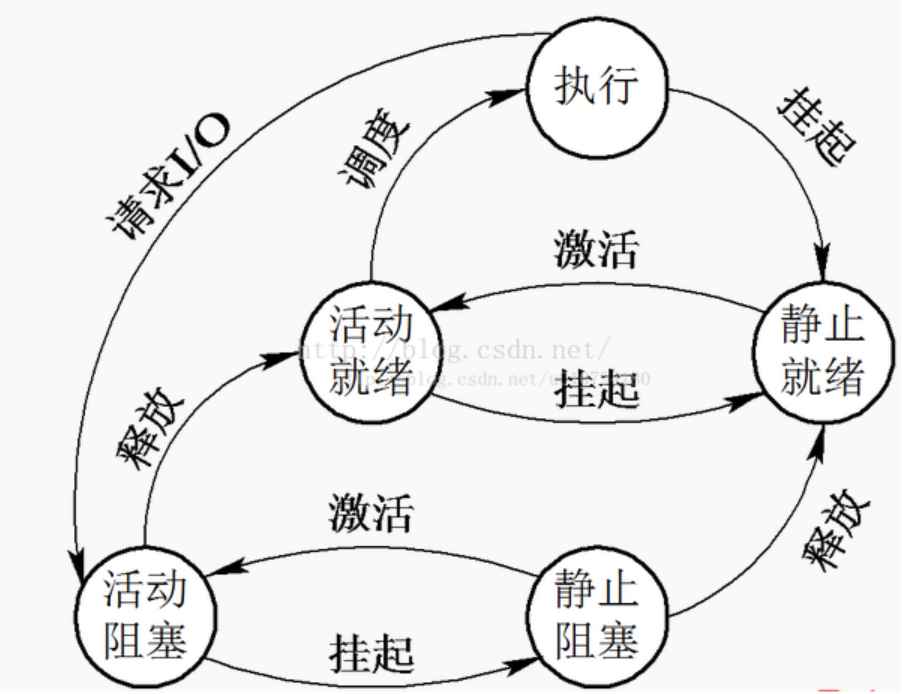 执行
挂起
调度
请求I/O
激活
活动
就绪
静止
就绪
http://blog.csdn.net/
挂起
释放
激活
释放
活动
阻塞
静止
阻塞
挂起